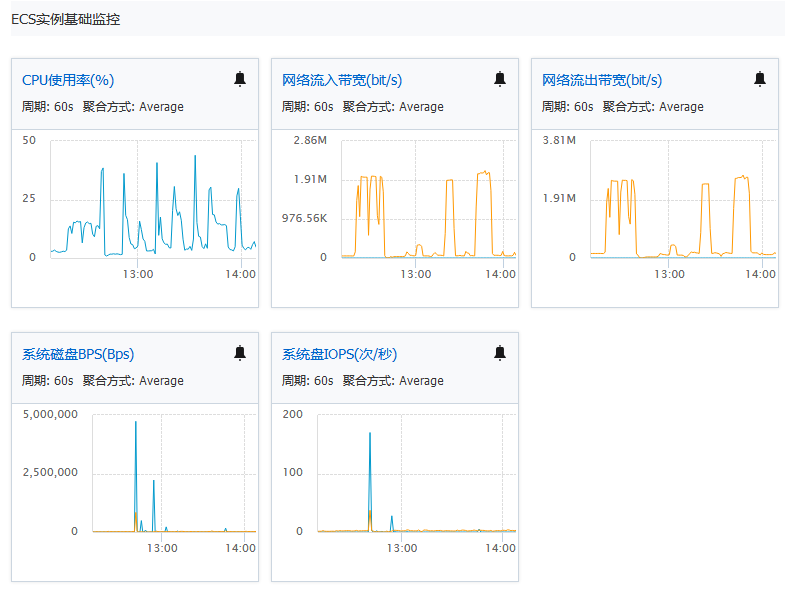 ECS实例基础监控
CPU使用率(%)
周期: 60s 聚合方式: Average
50
25
0
13:00
14:00
网络流入带宽(bit/s)
周期: 60s 聚合方式: Average
2.86M
1.91M
976.56K
0
13:00
14:00
网络流出带宽(bit/s)
周期: 60s 聚合方式: Average
3.81M
1.91M
0
13:00
14:00
系统磁盘BPS(Bps)
周期: 60s 聚合方式: Average
5,000,000
2,500,000
0
13:00
14:00
系统盘IOPS(次/秒)
周期: 60s 聚合方式: Average
200
100
0
13:00
14:00